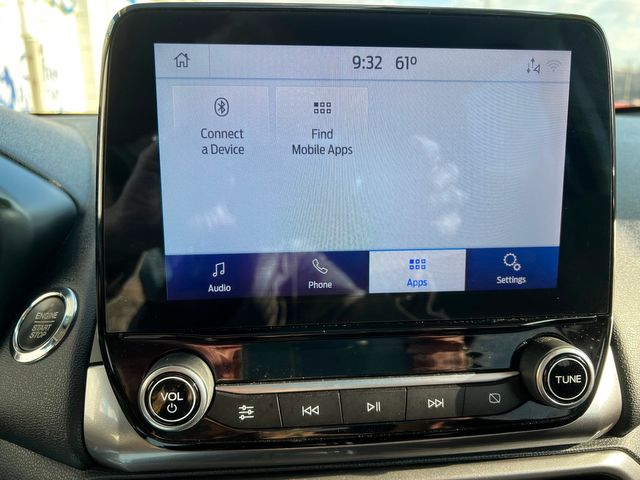 9:32 61°
Connect
a Device
Find
Mobile Apps
Audio
Phone
Apps
Settings
ENGINE
START
STOP
VOL
TUNE